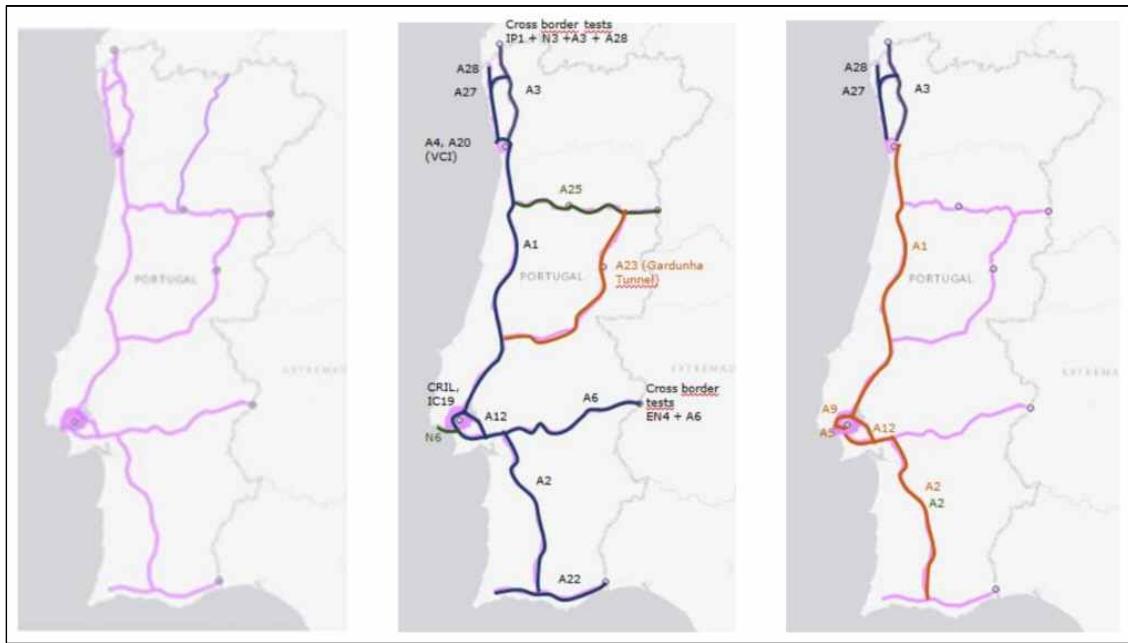 PORTUGAL
Cross border tests
IP1 + N3 +A3 + A28
A28
A27
A3
A4, A20
(VCI)
A25
A1
PORTUGAL
A23 (Gardunha
Tunnel)
CRIL,
IC19
A12
A6
Cross border
tests
EN4 + A6
N6
A2
A22
A28
A27
A3
A1
PORTUGAL
A9
A5
A12
A2
A2